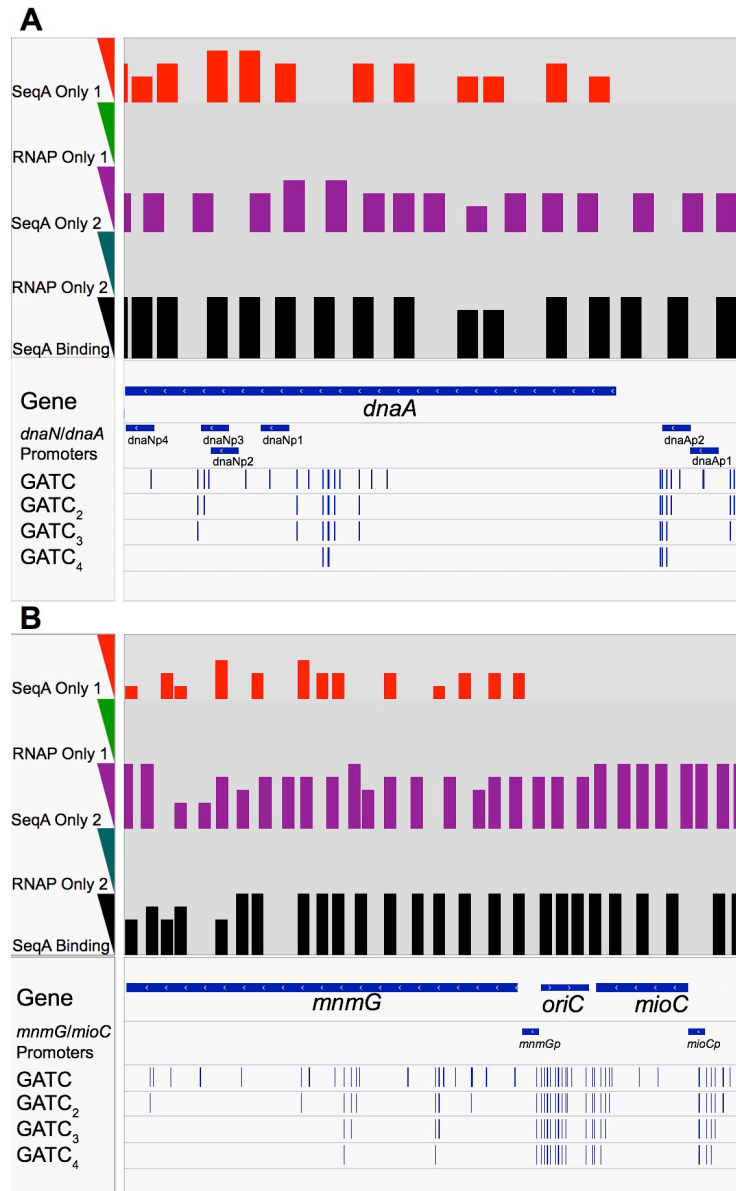 A
SeqA Only 1
RNAP Only 1
SeqA Only 2
RNAP Only 2
SeqA Binding
Gene
dnaA
dnaN/dnaA
Promoters
dnaNp4
dnaNp3
dnaNp1
dnaAp2
dnaNp2
dnaAp1
GATC
GATC₂
GATC₃
GATC₄
B
SeqA Only 1
RNAP Only 1
SeqA Only 2
RNAP Only 2
SeqA Binding
Gene
mnmG
oriC
mioC
mnmG/mioC
Promoters
mnmGp
mioCp
GATC
GATC₂
GATC₃
GATC₄